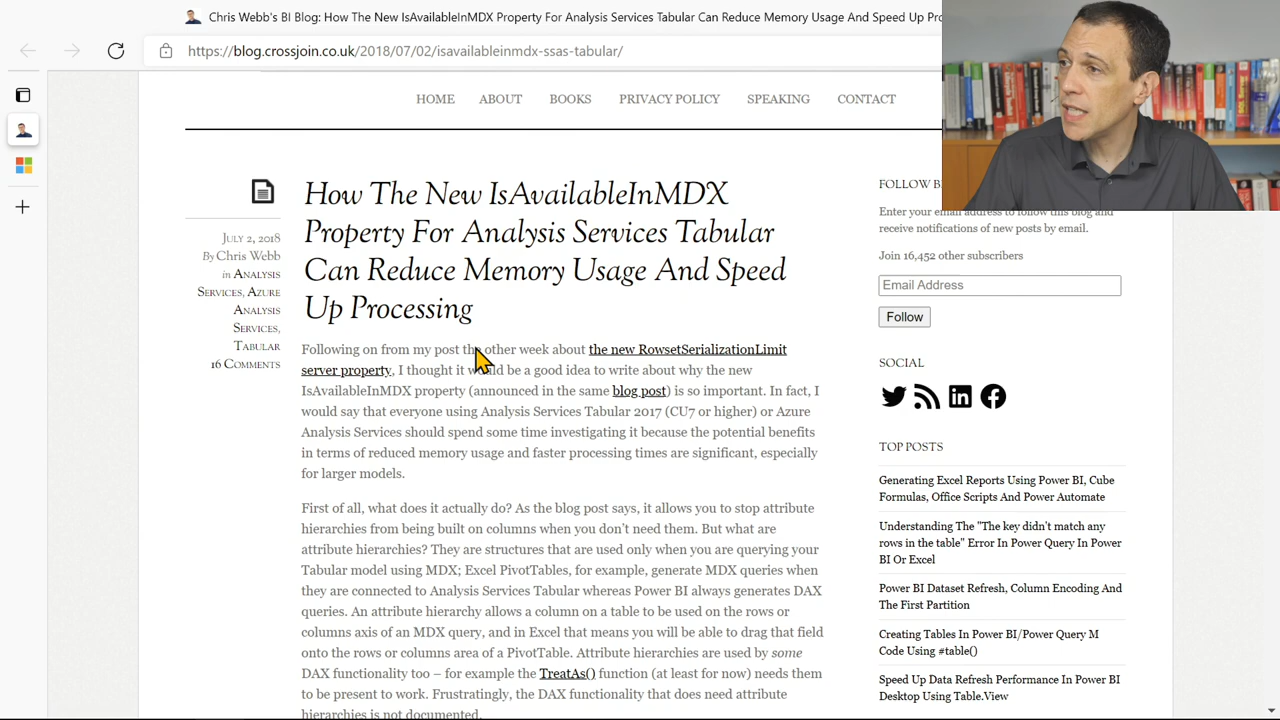 Chris Webb's BI Blog: How The New IsAvailableInMDX Property For Analysis Services Tabular Can Reduce Memory Usage And Speed Up
https://blog.crossjoin.co.uk/2018/07/02/isavailableinmdx-ssas-tabular/
HOME ABOUT BOOKS PRIVACY POLICY SPEAKING CONTACT
July 2, 2018
By Chris Webb
in Analysis
Services, Azure
Analysis
Services,
Tabular
16 Comments
How The New IsAvailableInMDX
Property For Analysis Services Tabular
Can Reduce Memory Usage And Speed
Up Processing
Following on from my post the other week about the new RowsetSerializationLimit
server property, I thought it would be a good idea to write about why the new
IsAvailableInMDX property (announced in the same blog post) is so important. In fact, I
would say that everyone using Analysis Services Tabular 2017 (CU7 or higher) or Azure
Analysis Services should spend some time investigating it because the potential benefits
in terms of reduced memory usage and faster processing times are significant, especially
for larger models.
First of all, what does it actually do? As the blog post says, it allows you to stop attribute
hierarchies from being built on columns when you don't need them. But what are
attribute hierarchies? They are structures that are used only when you are querying your
Tabular model using MDX; Excel PivotTables, for example, generate MDX queries when
they are connected to Analysis Services Tabular whereas Power BI always generates DAX
queries. An attribute hierarchy allows a column on a table to be used on the rows or
columns axis of an MDX query, and in Excel that means you will be able to drag that field
onto the rows or columns area of a PivotTable. Attribute hierarchies are used by some
DAX functionality too – for example the TreatAs() function (at least for now) needs them
to be present to work. Frustratingly, the DAX functionality that does need attribute
hierarchies is not documented.
FOLLOW
Enter your email address to follow this blog and
receive notifications of new posts by email.
Join 16,452 other subscribers
Email Address
Follow
SOCIAL
TOP POSTS
Generating Excel Reports Using Power BI, Cube
Formulas, Office Scripts And Power Automate
Understanding The "The key didn't match any
rows in the table" Error In Power Query In Power
BI Or Excel
Power BI Dataset Refresh, Column Encoding And
The First Partition
Creating Tables In Power BI/Power Query M
Code Using #table()
Speed Up Data Refresh Performance In Power BI
Desktop Using Table.View